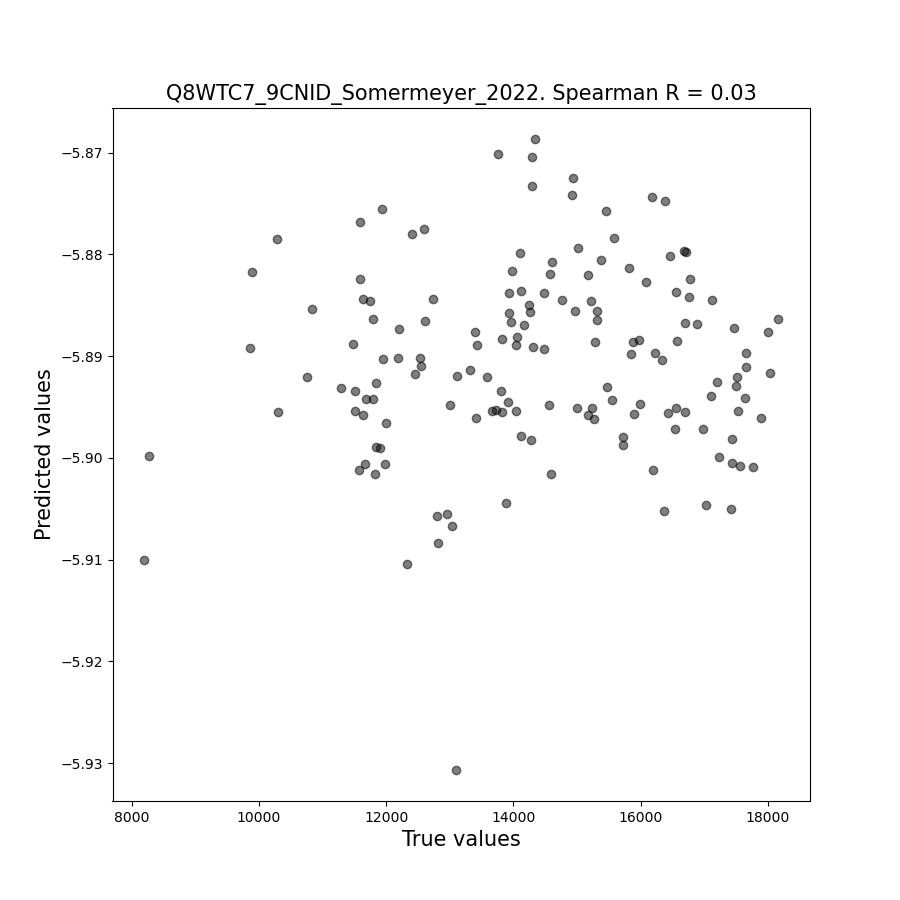 Q8WTC7_9CNID_Somermeyer_2022. Spearman R = 0.03
Predicted values
−5.87
−5.88
−5.89
−5.90
−5.91
−5.92
−5.93
8000 10000 12000 14000 16000 18000
True values